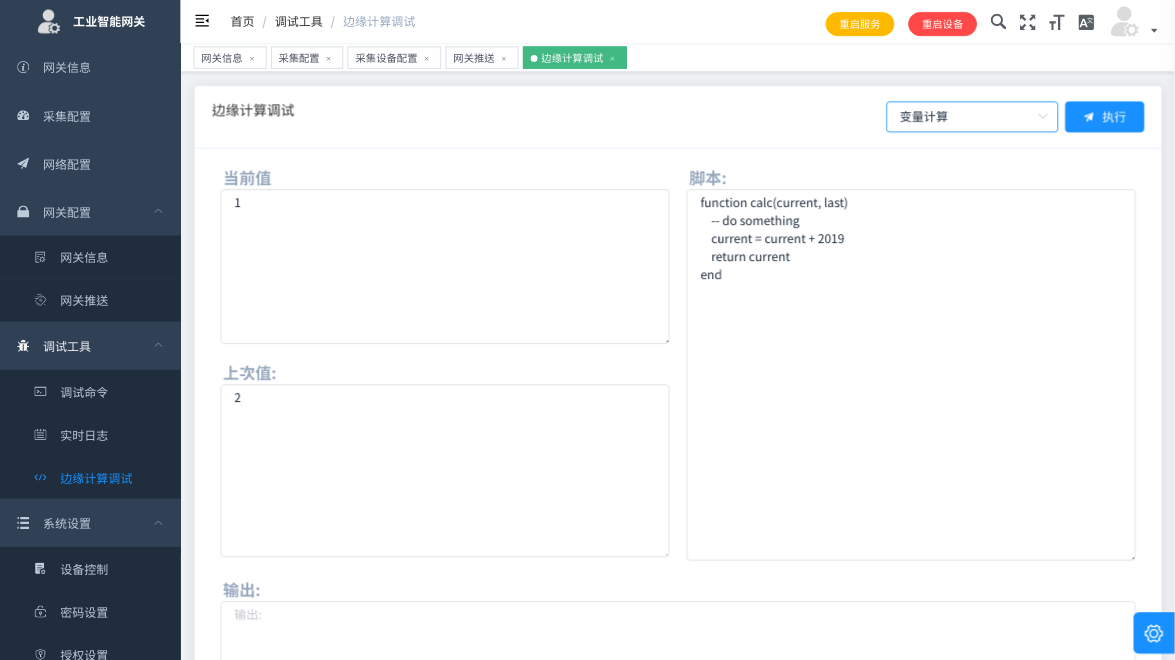 工业智能网关
网关信息
采集配置
网络配置
网关配置
网关信息
网关推送
调试工具
调试命令
实时日志
边缘计算调试
系统设置
设备控制
密码设置
授权设置
首页 / 调试工具 / 边缘计算调试
重启服务
重启设备
网关信息 ×
采集配置 ×
采集设备配置 ×
网关推送 ×
边缘计算调试 ×
边缘计算调试
变量计算
执行
当前值
1
上次值:
2
脚本:
function calc(current, last)
-- do something
current = current + 2019
return current
end
输出:
输出: